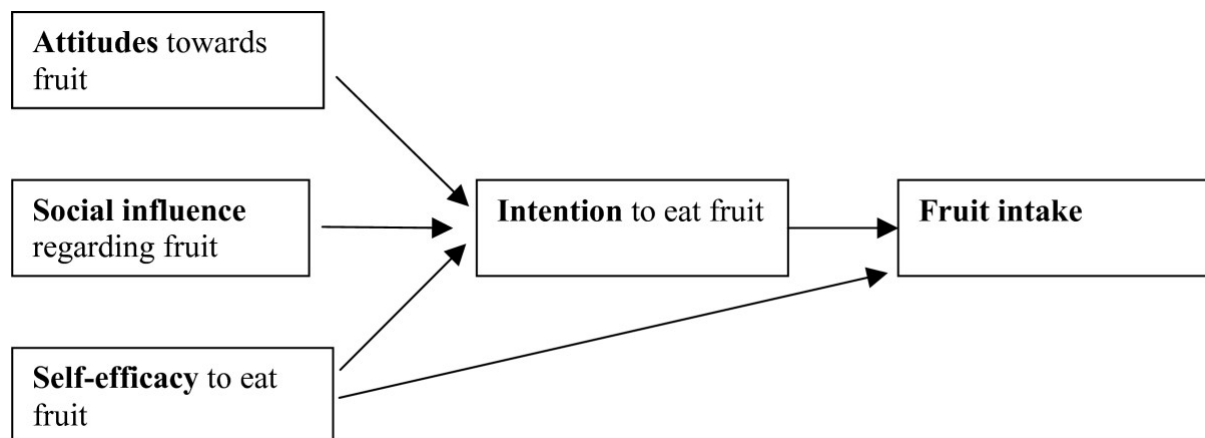 Attitudes towards
fruit
Social influence
regarding fruit
Intention to eat fruit
Fruit intake
Self-efficacy to eat
fruit